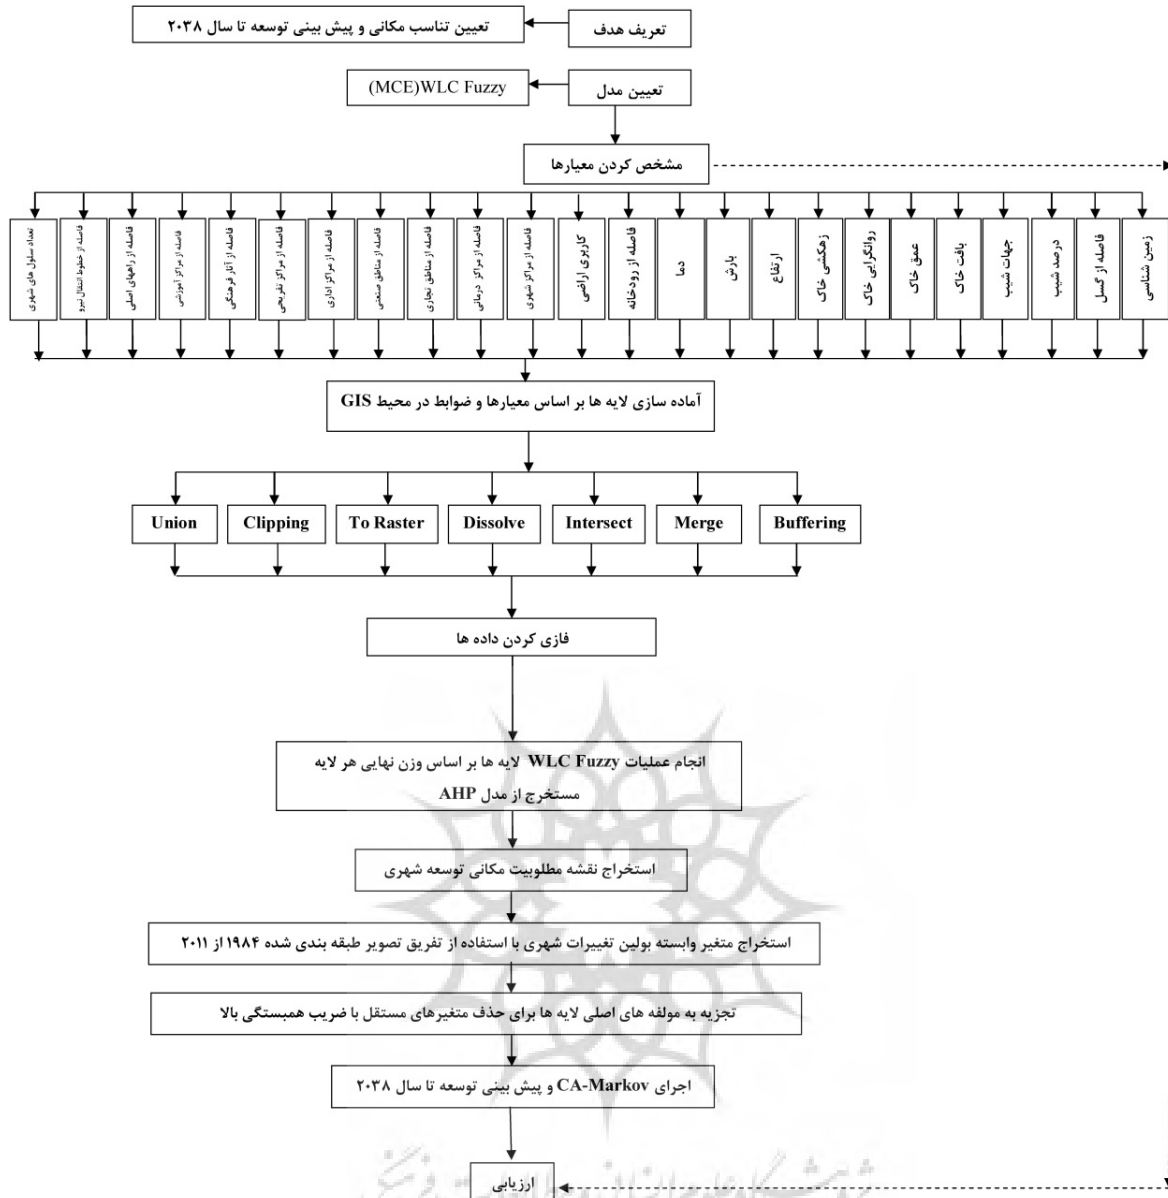 تعریف هدف
تعیین تناسب مکانی و پیش بینی توسعه تا سال ۲۰۳۸
تعیین مدل
(MCE)WLC Fuzzy
مشخص کردن معیارها
زمین شناسی
فاصله از گسل
درصد شیب
جهات شیب
بافت خاک
عمق خاک
روانگرایی خاک
زهکشی خاک
ارتفاع
بارش
دما
فاصله از رودخانه
کاربری اراضی
فاصله از مراکز شهری
فاصله از مراکز درمانی
فاصله از مناطق تجاری
فاصله از مناطق صنعتی
فاصله از مراکز اداری
فاصله از مراکز تفریحی
فاصله از آثار فرهنگی
فاصله از مراکز آموزشی
فاصله از راههای اصلی
فاصله از خطوط انتقال نیرو
تعداد سلول های شهری
آماده سازی لایه ها بر اساس معیارها و ضوابط در محیط GIS
Union
Clipping
To Raster
Dissolve
Intersect
Merge
Buffering
فازی کردن داده ها
انجام عملیات WLC Fuzzy لایه ها بر اساس وزن نهایی هر لایه
مستخرج از مدل AHP
استخراج نقشه مطلوبیت مکانی توسعه شهری
استخراج متغیر وابسته بولین تغییرات شهری با استفاده از تفریق تصویر طبقه بندی شده ۱۹۸۴ از ۲۰۱۱
تجزیه به مولفه های اصلی لایه ها برای حذف متغیرهای مستقل با ضریب همبستگی بالا
اجرای CA-Markov و پیش بینی توسعه تا سال ۲۰۳۸
ارزیابی